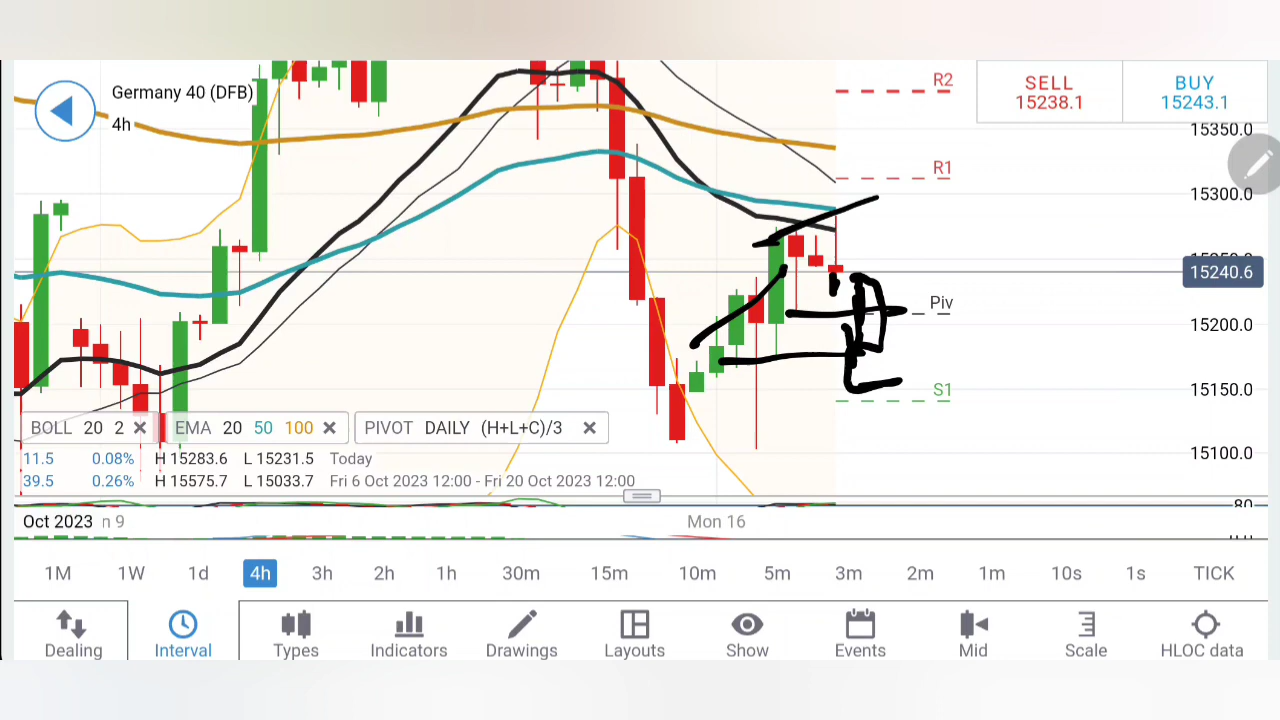 Germany 40 (DFB)
4h
R2
R1
Piv
S1
SELL
15238.1
BUY
15243.1
15350.0
15300.0
15240.6
15200.0
15150.0
15100.0
BOLL 20 2 × EMA 20 50 100 × PIVOT DAILY (H+L+C)/3 ×
11.5 0.08% H 15283.6 L 15231.5 Today
39.5 0.26% H 15575.7 L 15033.7 Fri 6 Oct 2023 12:00 - Fri 20 Oct 2023 12:00
Oct 2023 n 9 Mon 16
1M 1W 1d 4h 3h 2h 1h 30m 15m 10m 5m 3m 2m 1m 10s 1s TICK
Dealing Interval Types Indicators Drawings Layouts Show Events Mid Scale HLOC data